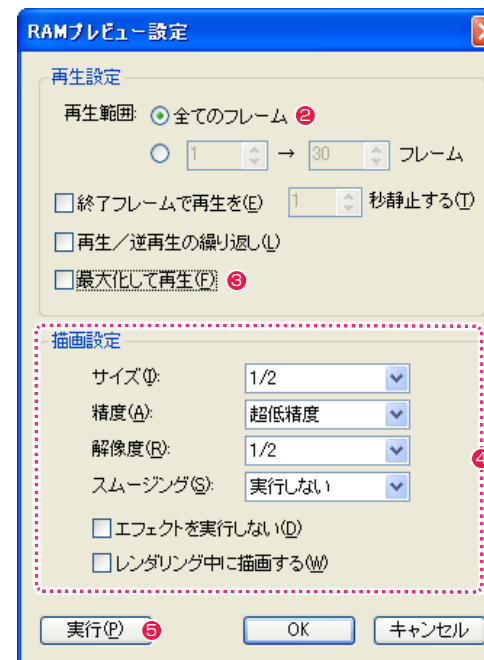 RAMプレビュー設定
再生設定
再生範囲: 全てのフレーム 2
1 → 30 フレーム
終了フレームで再生を(E) 1 秒静止する(T)
再生／逆再生の繰り返し(L)
最大化して再生(F) 3
描画設定
サイズ(I): 1/2
精度(A): 超低精度
解像度(R): 1/2 4
スムージング(S): 実行しない
エフェクトを実行しない(D)
レンダリング中に描画する(W)
実行(P) 5 OK キャンセル